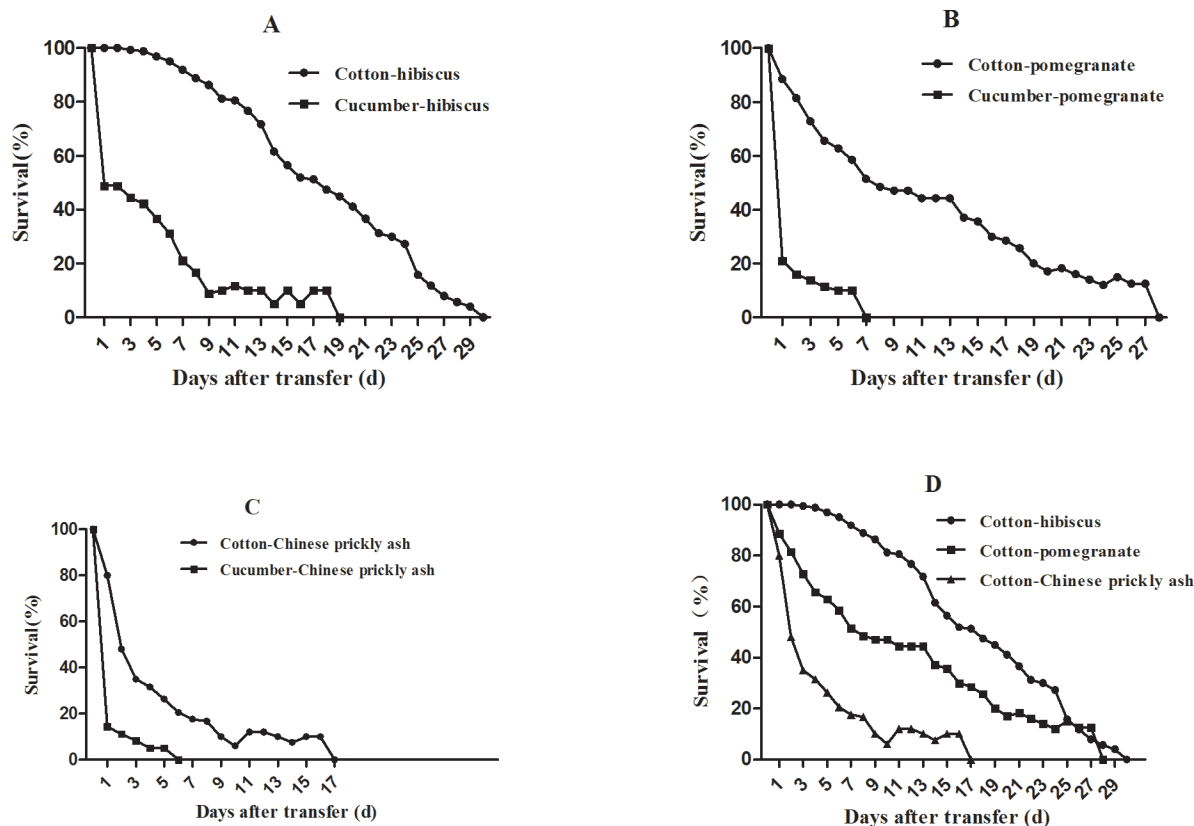 A
100
80
60
40
20
0
Survival(%)
Cotton-hibiscus
Cucumber-hibiscus
1 3 5 7 9 11 13 15 17 19 21 23 25 27 29
Days after transfer (d)
B
100
80
60
40
20
0
Survival(%)
Cotton-pomegranate
Cucumber-pomegranate
1 3 5 7 9 11 13 15 17 19 21 23 25 27
Days after transfer (d)
C
100
80
60
40
20
0
Survival(%)
Cotton-Chinese prickly ash
Cucumber-Chinese prickly ash
1 3 5 7 9 11 13 15 17
Days after transfer (d)
D
100
80
60
40
20
0
Survival （%）
Cotton-hibiscus
Cotton-pomegranate
Cotton-Chinese prickly ash
1 3 5 7 9 11 13 15 17 19 21 23 25 27 29
Days after transfer (d)